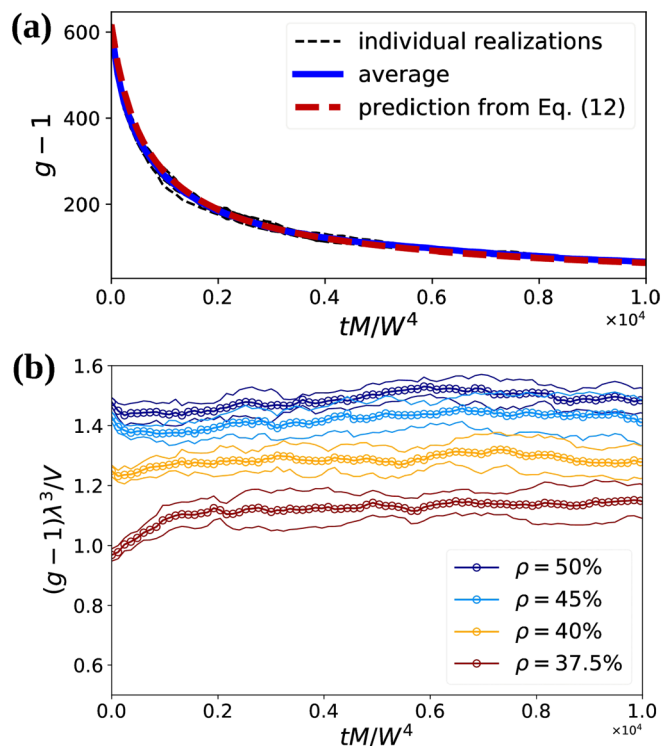 (a)
600
400
200
g − 1
individual realizations
average
prediction from Eq. (12)
0.0 0.2 0.4 0.6 0.8 1.0
×10⁴
tM/W⁴
(b)
1.6
1.4
1.2
1.0
0.8
0.6
(g − 1)λ³/V
ρ = 50%
ρ = 45%
ρ = 40%
ρ = 37.5%
0.0 0.2 0.4 0.6 0.8 1.0
×10⁴
tM/W⁴